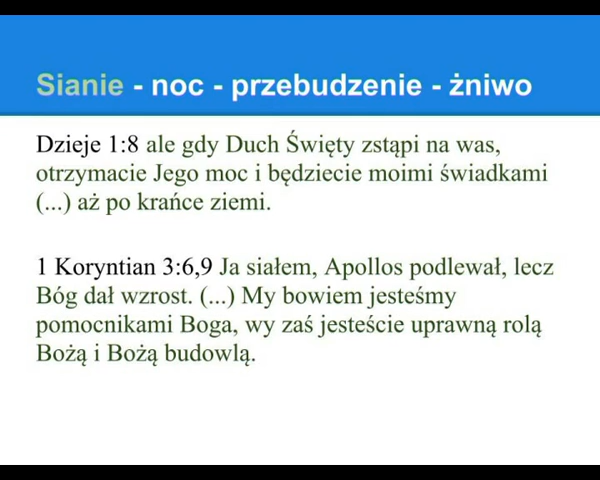 Sianie - noc - przebudzenie - żniwo
Dzieje 1:8 ale gdy Duch Święty zstąpi na was,
otrzymacie Jego moc i będziecie moimi świadkami
(...) aż po krańce ziemi.
1 Koryntian 3:6,9 Ja siałem, Apollos podlewał, lecz
Bóg dał wzrost. (...) My bowiem jesteśmy
pomocnikami Boga, wy zaś jesteście uprawną rolą
Bożą i Bożą budowlą.